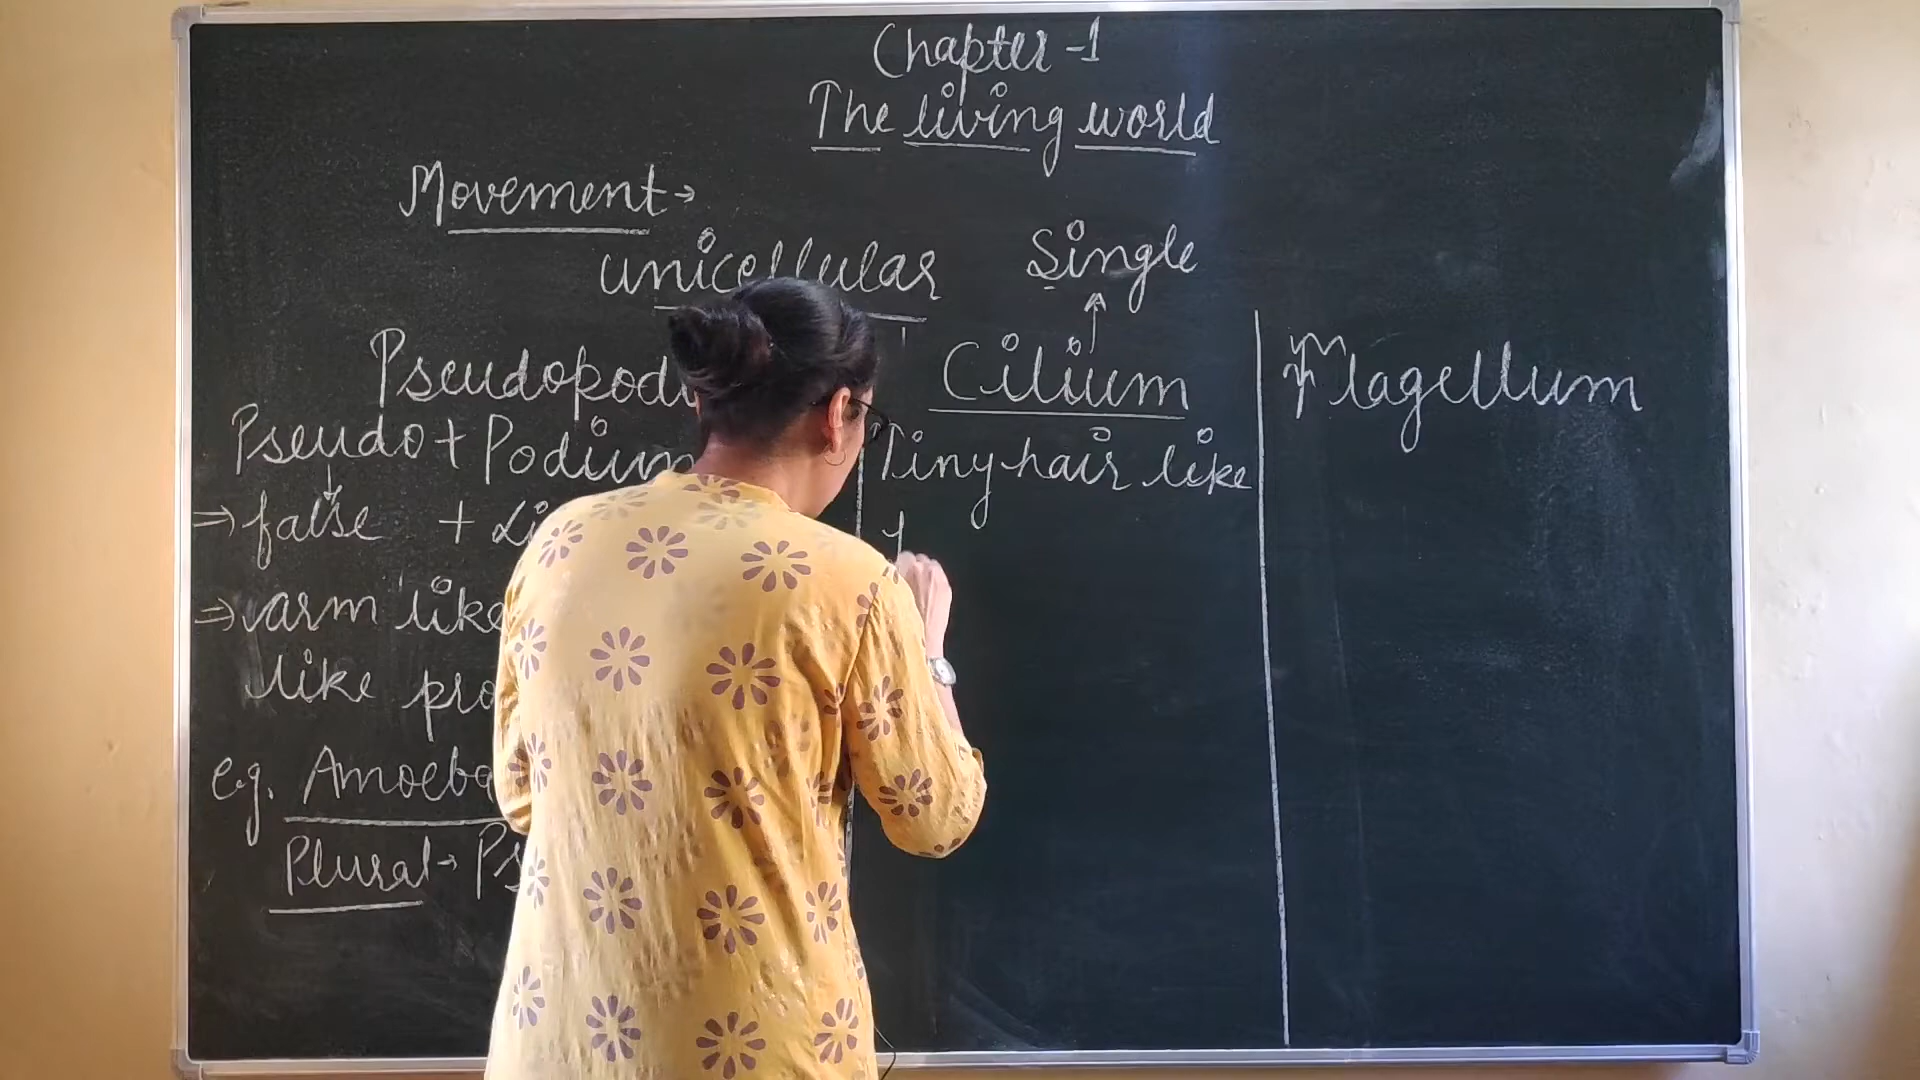 Chapter -1
The living world
Movement→
unicellular
Single
Pseudopodi
Pseudo + Podium
⇒ false +
⇒ arm like
like pro
e.g. Amoeba
Plural → Ps
Cilium
Tiny hair like
Flagellum